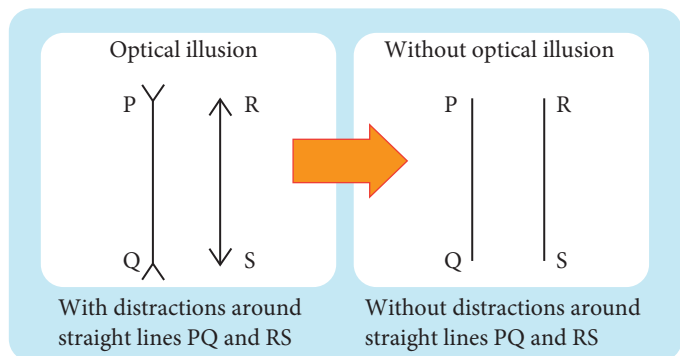 Optical illusion
P
R
Q
S
With distractions around
straight lines PQ and RS
Without optical illusion
P
R
Q
S
Without distractions around
straight lines PQ and RS